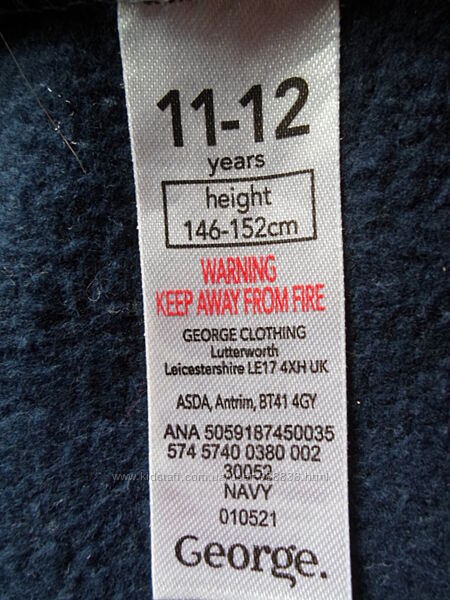 11-12
years
height
146-152cm
WARNING
KEEP AWAY FROM FIRE
GEORGE CLOTHING
Lutterworth
Leicestershire LE17 4XH UK
ASDA, Antrim, BT41 4GY
ANA 5059187450035
574 5740 0380 002
30052
NAVY
010521
George.